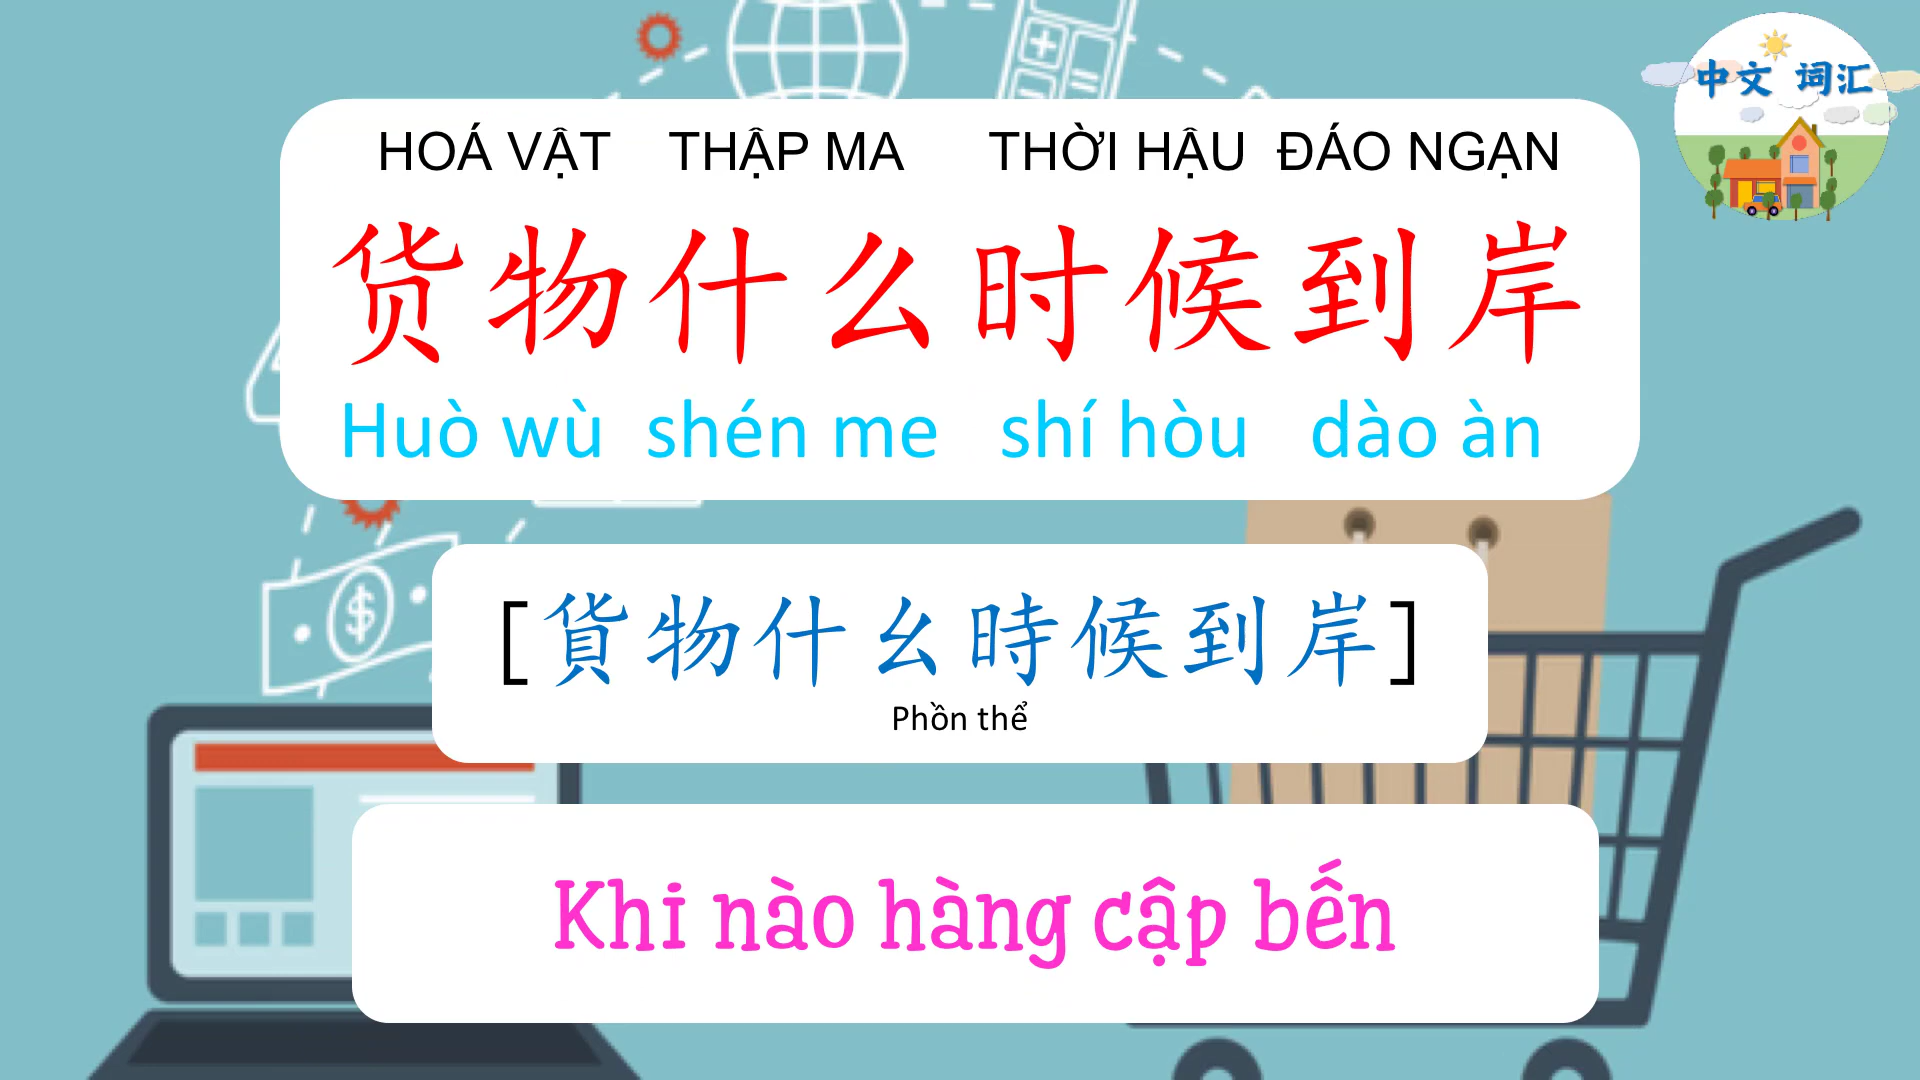 中文 词汇
HOÁ VẬT THẬP MA THỜI HẬU ĐÁO NGẠN
货物什么时候到岸
Huò wù shén me shí hòu dào àn
[貨物什么時候到岸]
Phồn thể
Khi nào hàng cập bến